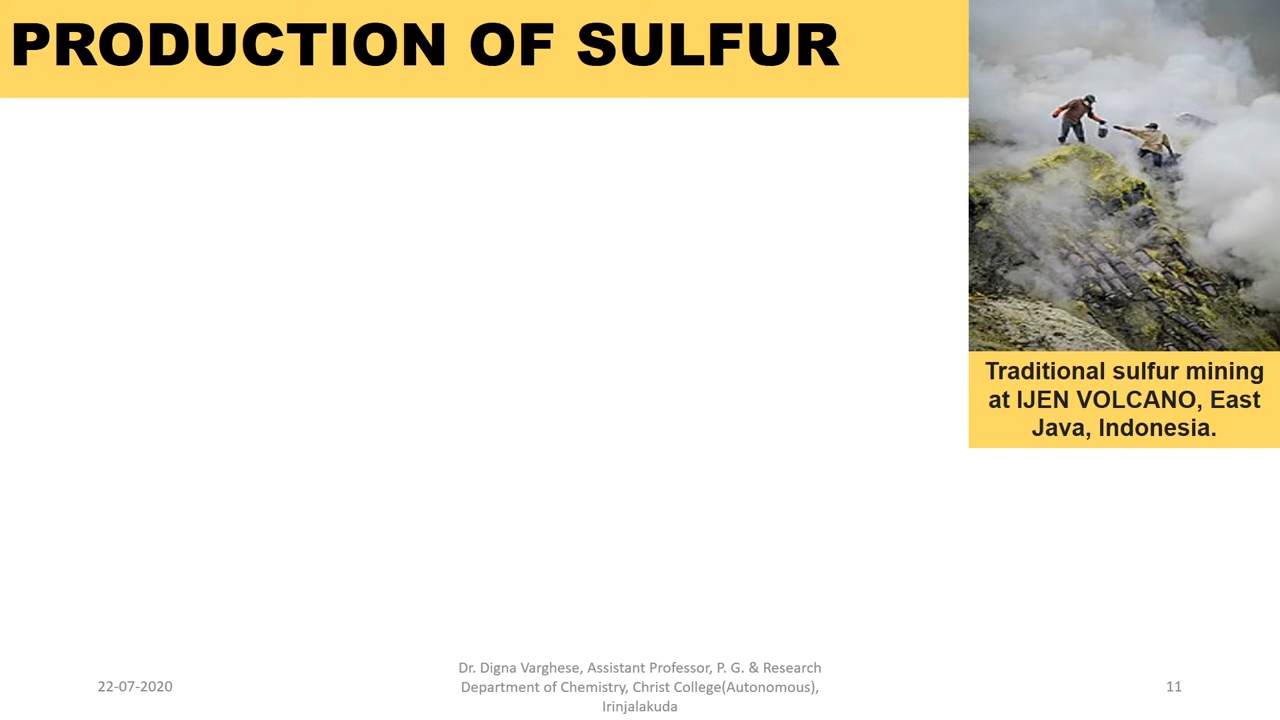 PRODUCTION OF SULFUR
Traditional sulfur mining
at IJEN VOLCANO, East
Java, Indonesia.
22-07-2020
Dr. Digna Varghese, Assistant Professor, P. G. & Research
Department of Chemistry, Christ College(Autonomous),
Irinjalakuda
11